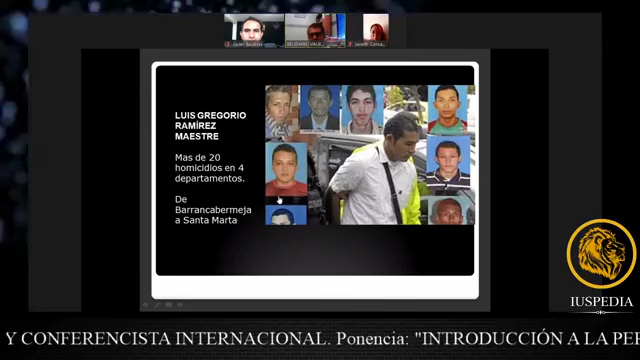 LUIS GREGORIO
RAMÍREZ
MAESTRE
Mas de 20
homicidios en 4
departamentos.
De
Barrancabermeja
a Santa Marta
IUSPEDIA
Y CONFERENCISTA INTERNACIONAL. Ponencia: "INTRODUCCIÓN A LA PE